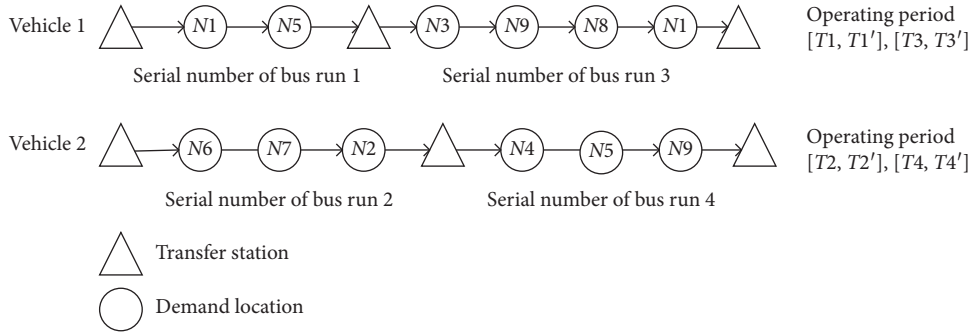 Vehicle 1 N1 N5 N3 N9 N8 N1 Operating period
[T1, T1′], [T3, T3′]
Serial number of bus run 1 Serial number of bus run 3
Vehicle 2 N6 N7 N2 N4 N5 N9 Operating period
[T2, T2′], [T4, T4′]
Serial number of bus run 2 Serial number of bus run 4
Transfer station
Demand location